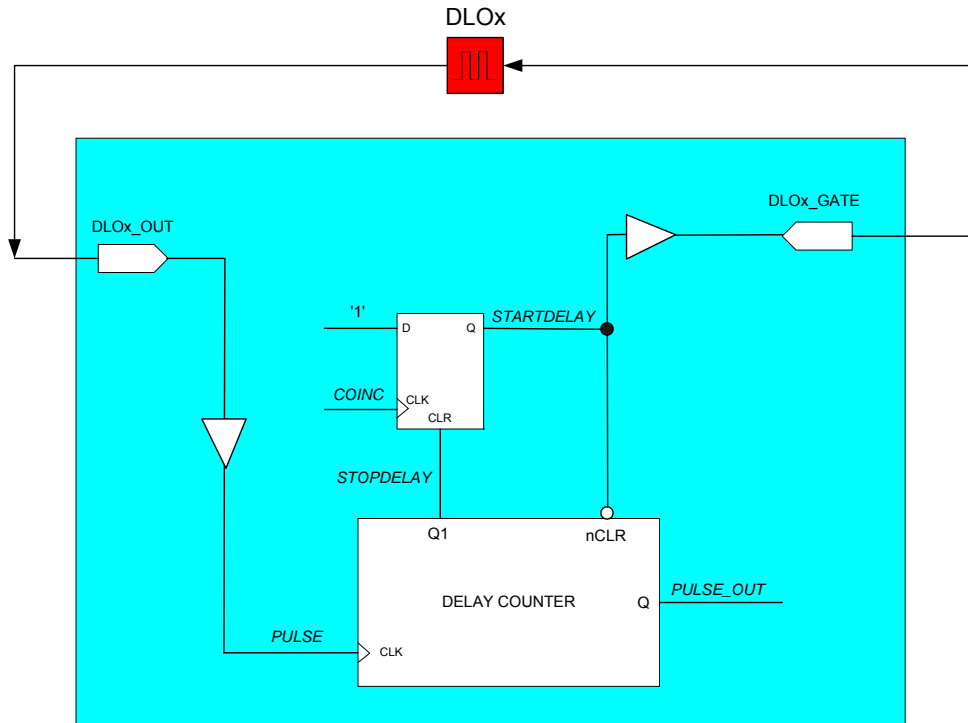 DLOx
DLOx_OUT
DLOx_GATE
'1'
D
Q
STARTDELAY
COINC
CLK
CLR
STOPDELAY
Q1
nCLR
DELAY COUNTER
Q
PULSE_OUT
PULSE
CLK